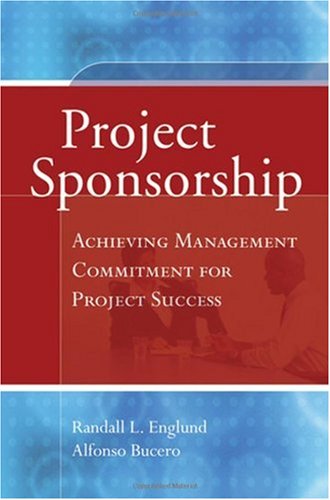 Project
Sponsorship
ACHIEVING MANAGEMENT
COMMITMENT FOR
PROJECT SUCCESS
Randall L. Englund
Alfonso Bucero